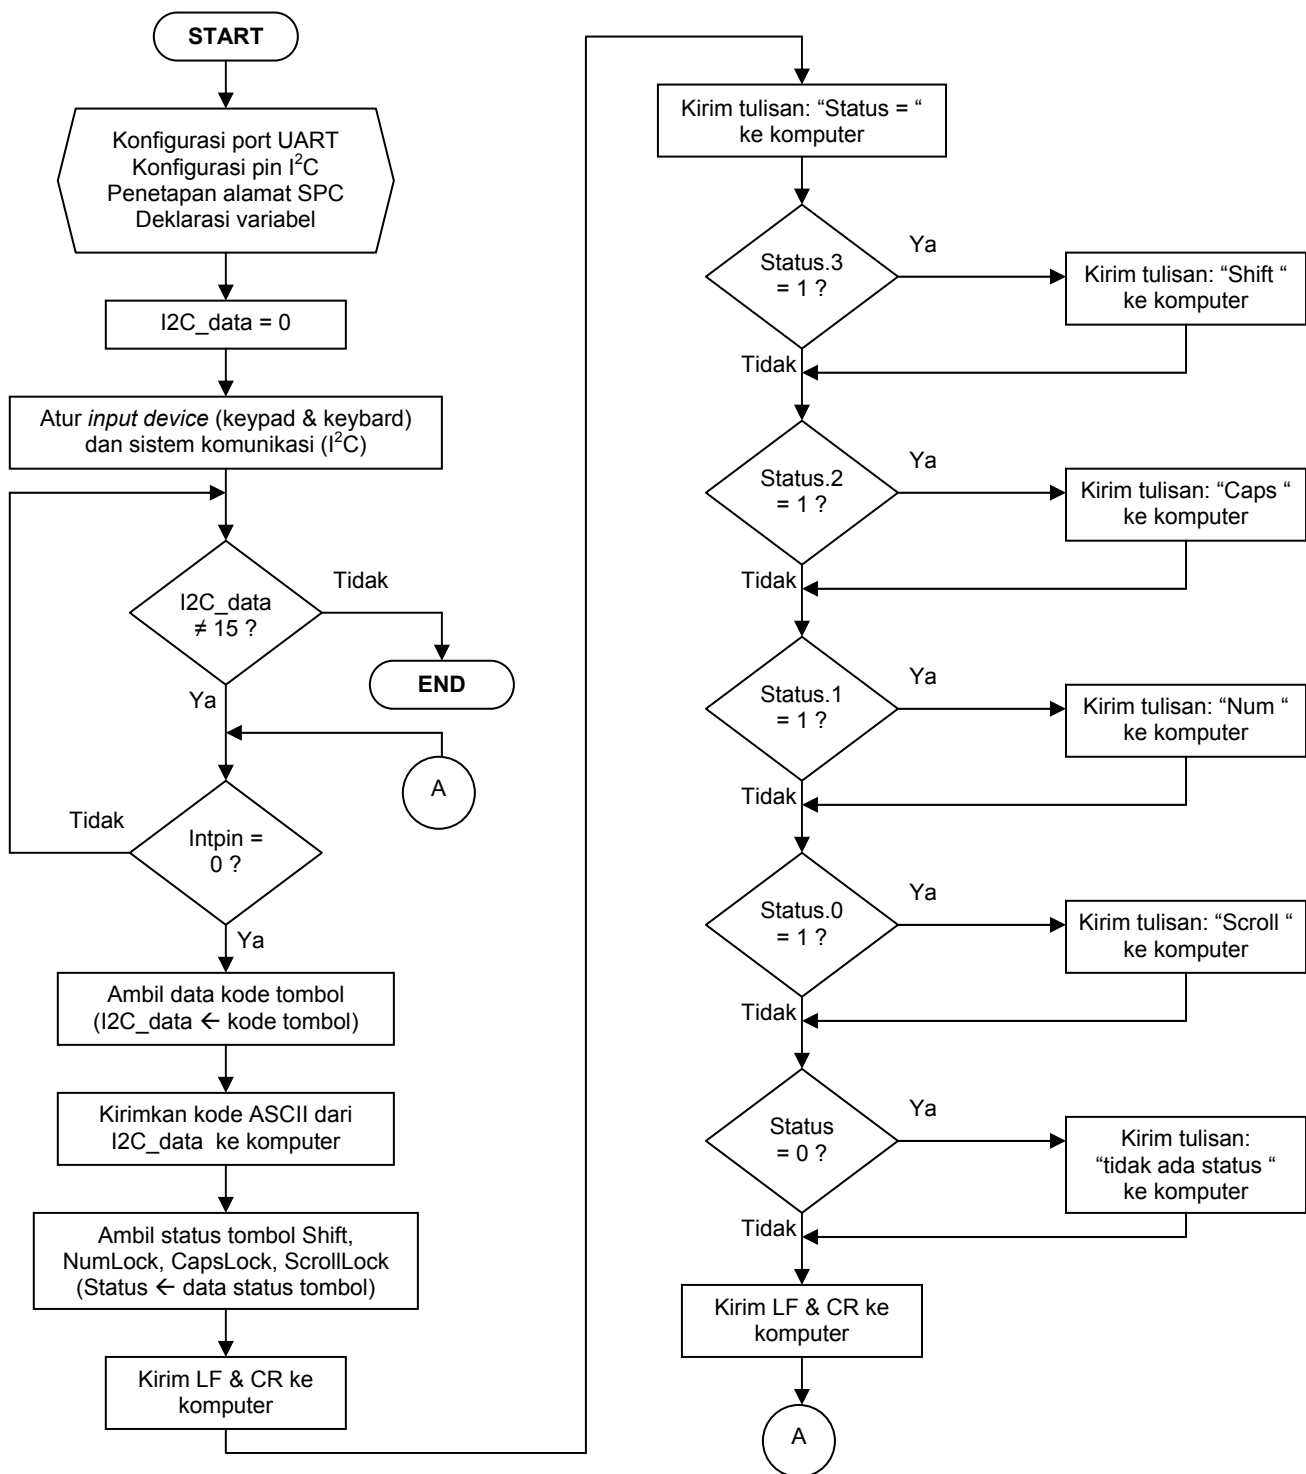 START
Konfigurasi port UART
Konfigurasi pin I²C
Penetapan alamat SPC
Deklarasi variabel
I2C_data = 0
Atur input device (keypad & keybard)
dan sistem komunikasi (I²C)
I2C_data
≠ 15 ?
Tidak
END
Ya
A
Intpin =
0 ?
Tidak
Ya
Ambil data kode tombol
(I2C_data ← kode tombol)
Kirimkan kode ASCII dari
I2C_data ke komputer
Ambil status tombol Shift,
NumLock, CapsLock, ScrollLock
(Status ← data status tombol)
Kirim LF & CR ke
komputer
Kirim tulisan: “Status = “
ke komputer
Status.3
= 1 ?
Ya
Kirim tulisan: “Shift “
ke komputer
Tidak
Status.2
= 1 ?
Ya
Kirim tulisan: “Caps “
ke komputer
Tidak
Status.1
= 1 ?
Ya
Kirim tulisan: “Num “
ke komputer
Tidak
Status.0
= 1 ?
Ya
Kirim tulisan: “Scroll “
ke komputer
Tidak
Status
= 0 ?
Ya
Kirim tulisan:
“tidak ada status “
ke komputer
Tidak
Kirim LF & CR ke
komputer
A